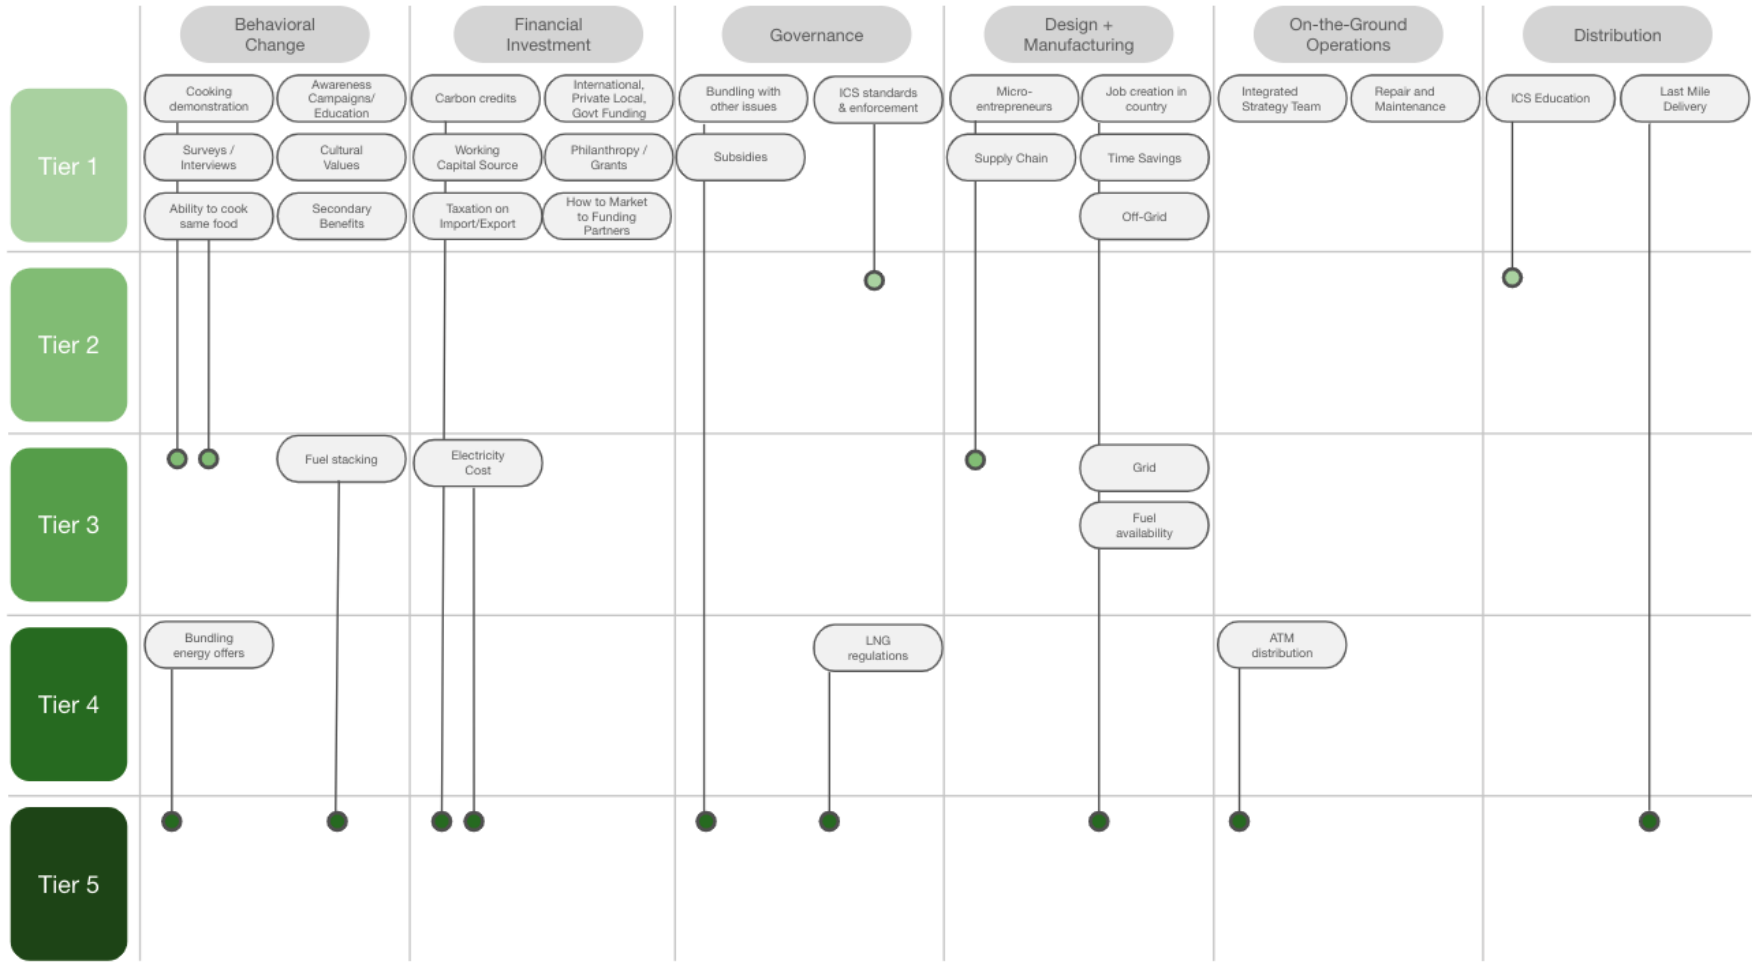 Behavioral
Change
Financial
Investment
Governance
Design +
Manufacturing
On-the-Ground
Operations
Distribution
Tier 1
Cooking
demonstration
Awareness
Campaigns/
Education
Surveys /
Interviews
Cultural
Values
Ability to cook
same food
Secondary
Benefits
Carbon credits
International,
Private Local,
Govt Funding
Working
Capital Source
Philanthropy /
Grants
Taxation on
Import/Export
How to Market
to Funding
Partners
Bundling with
other issues
ICS standards
& enforcement
Subsidies
Micro-
entrepreneurs
Job creation in
country
Supply Chain
Time Savings
Off-Grid
Integrated
Strategy Team
Repair and
Maintenance
ICS Education
Last Mile
Delivery
Tier 2
Tier 3
Fuel stacking
Electricity
Cost
Grid
Fuel
availability
Tier 4
Bundling
energy offers
LNG
regulations
ATM
distribution
Tier 5